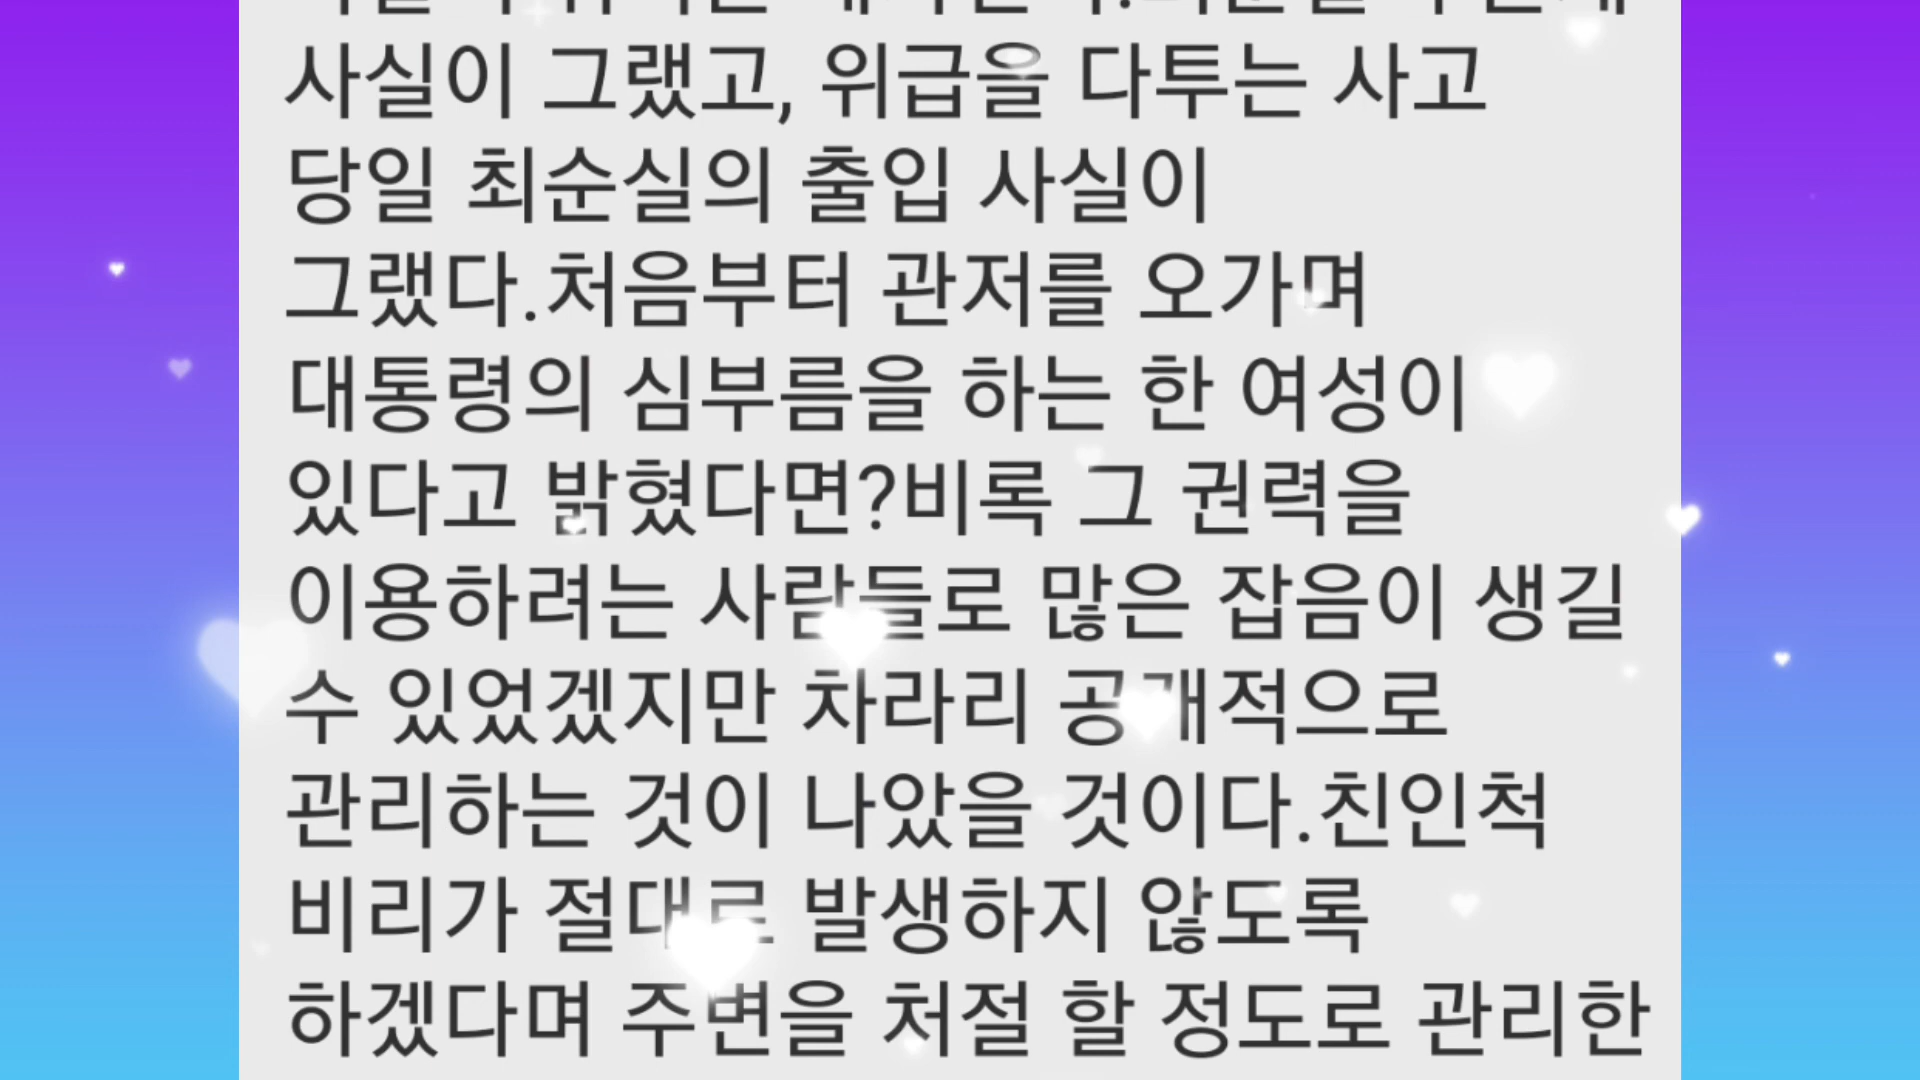 사실이 그랬고, 위급을 다투는 사고
당일 최순실의 출입 사실이
그랬다.처음부터 관저를 오가며
대통령의 심부름을 하는 한 여성이
있다고 밝혔다면?비록 그 권력을
이용하려는 사람들로 많은 잡음이 생길
수 있었겠지만 차라리 공개적으로
관리하는 것이 나았을 것이다.친인척
비리가 절대로 발생하지 않도록
하겠다며 주변을 처절 할 정도로 관리한